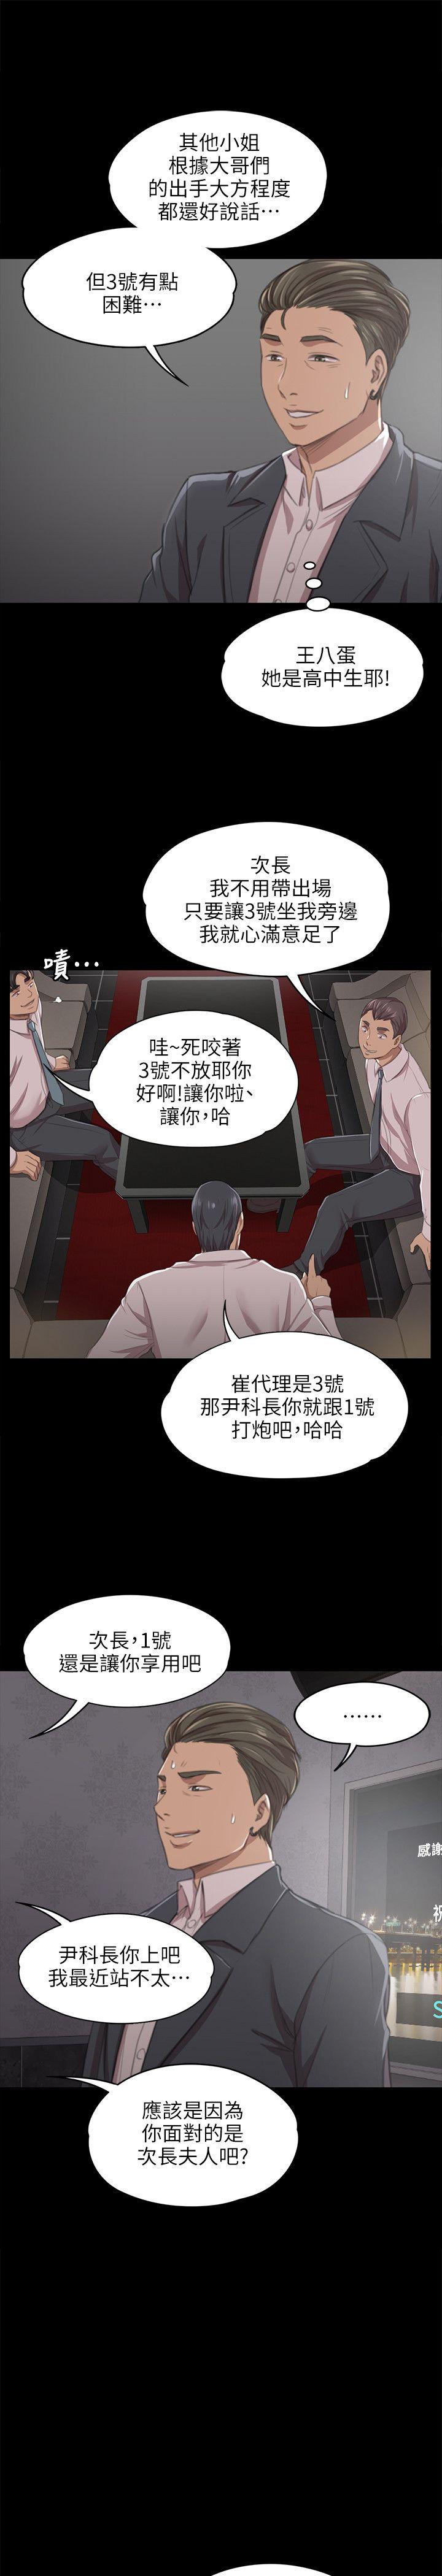 其他小姐
根據大哥們
的出手大方程度
都還好說話…
但3號有點
困難…
王八蛋
她是高中生耶!
次長
我不用帶出場
只要讓3號坐我旁邊
我就心滿意足了
嘖…
哇~死咬著
3號不放耶你
好啊!讓你啦、
讓你,哈
崔代理是3號
那尹科長你就跟1號
打炮吧,哈哈
次長,1號
還是讓你享用吧
……
感謝
祝
S
尹科長你上吧
我最近站不太…
應該是因為
你面對的是
次長夫人吧?